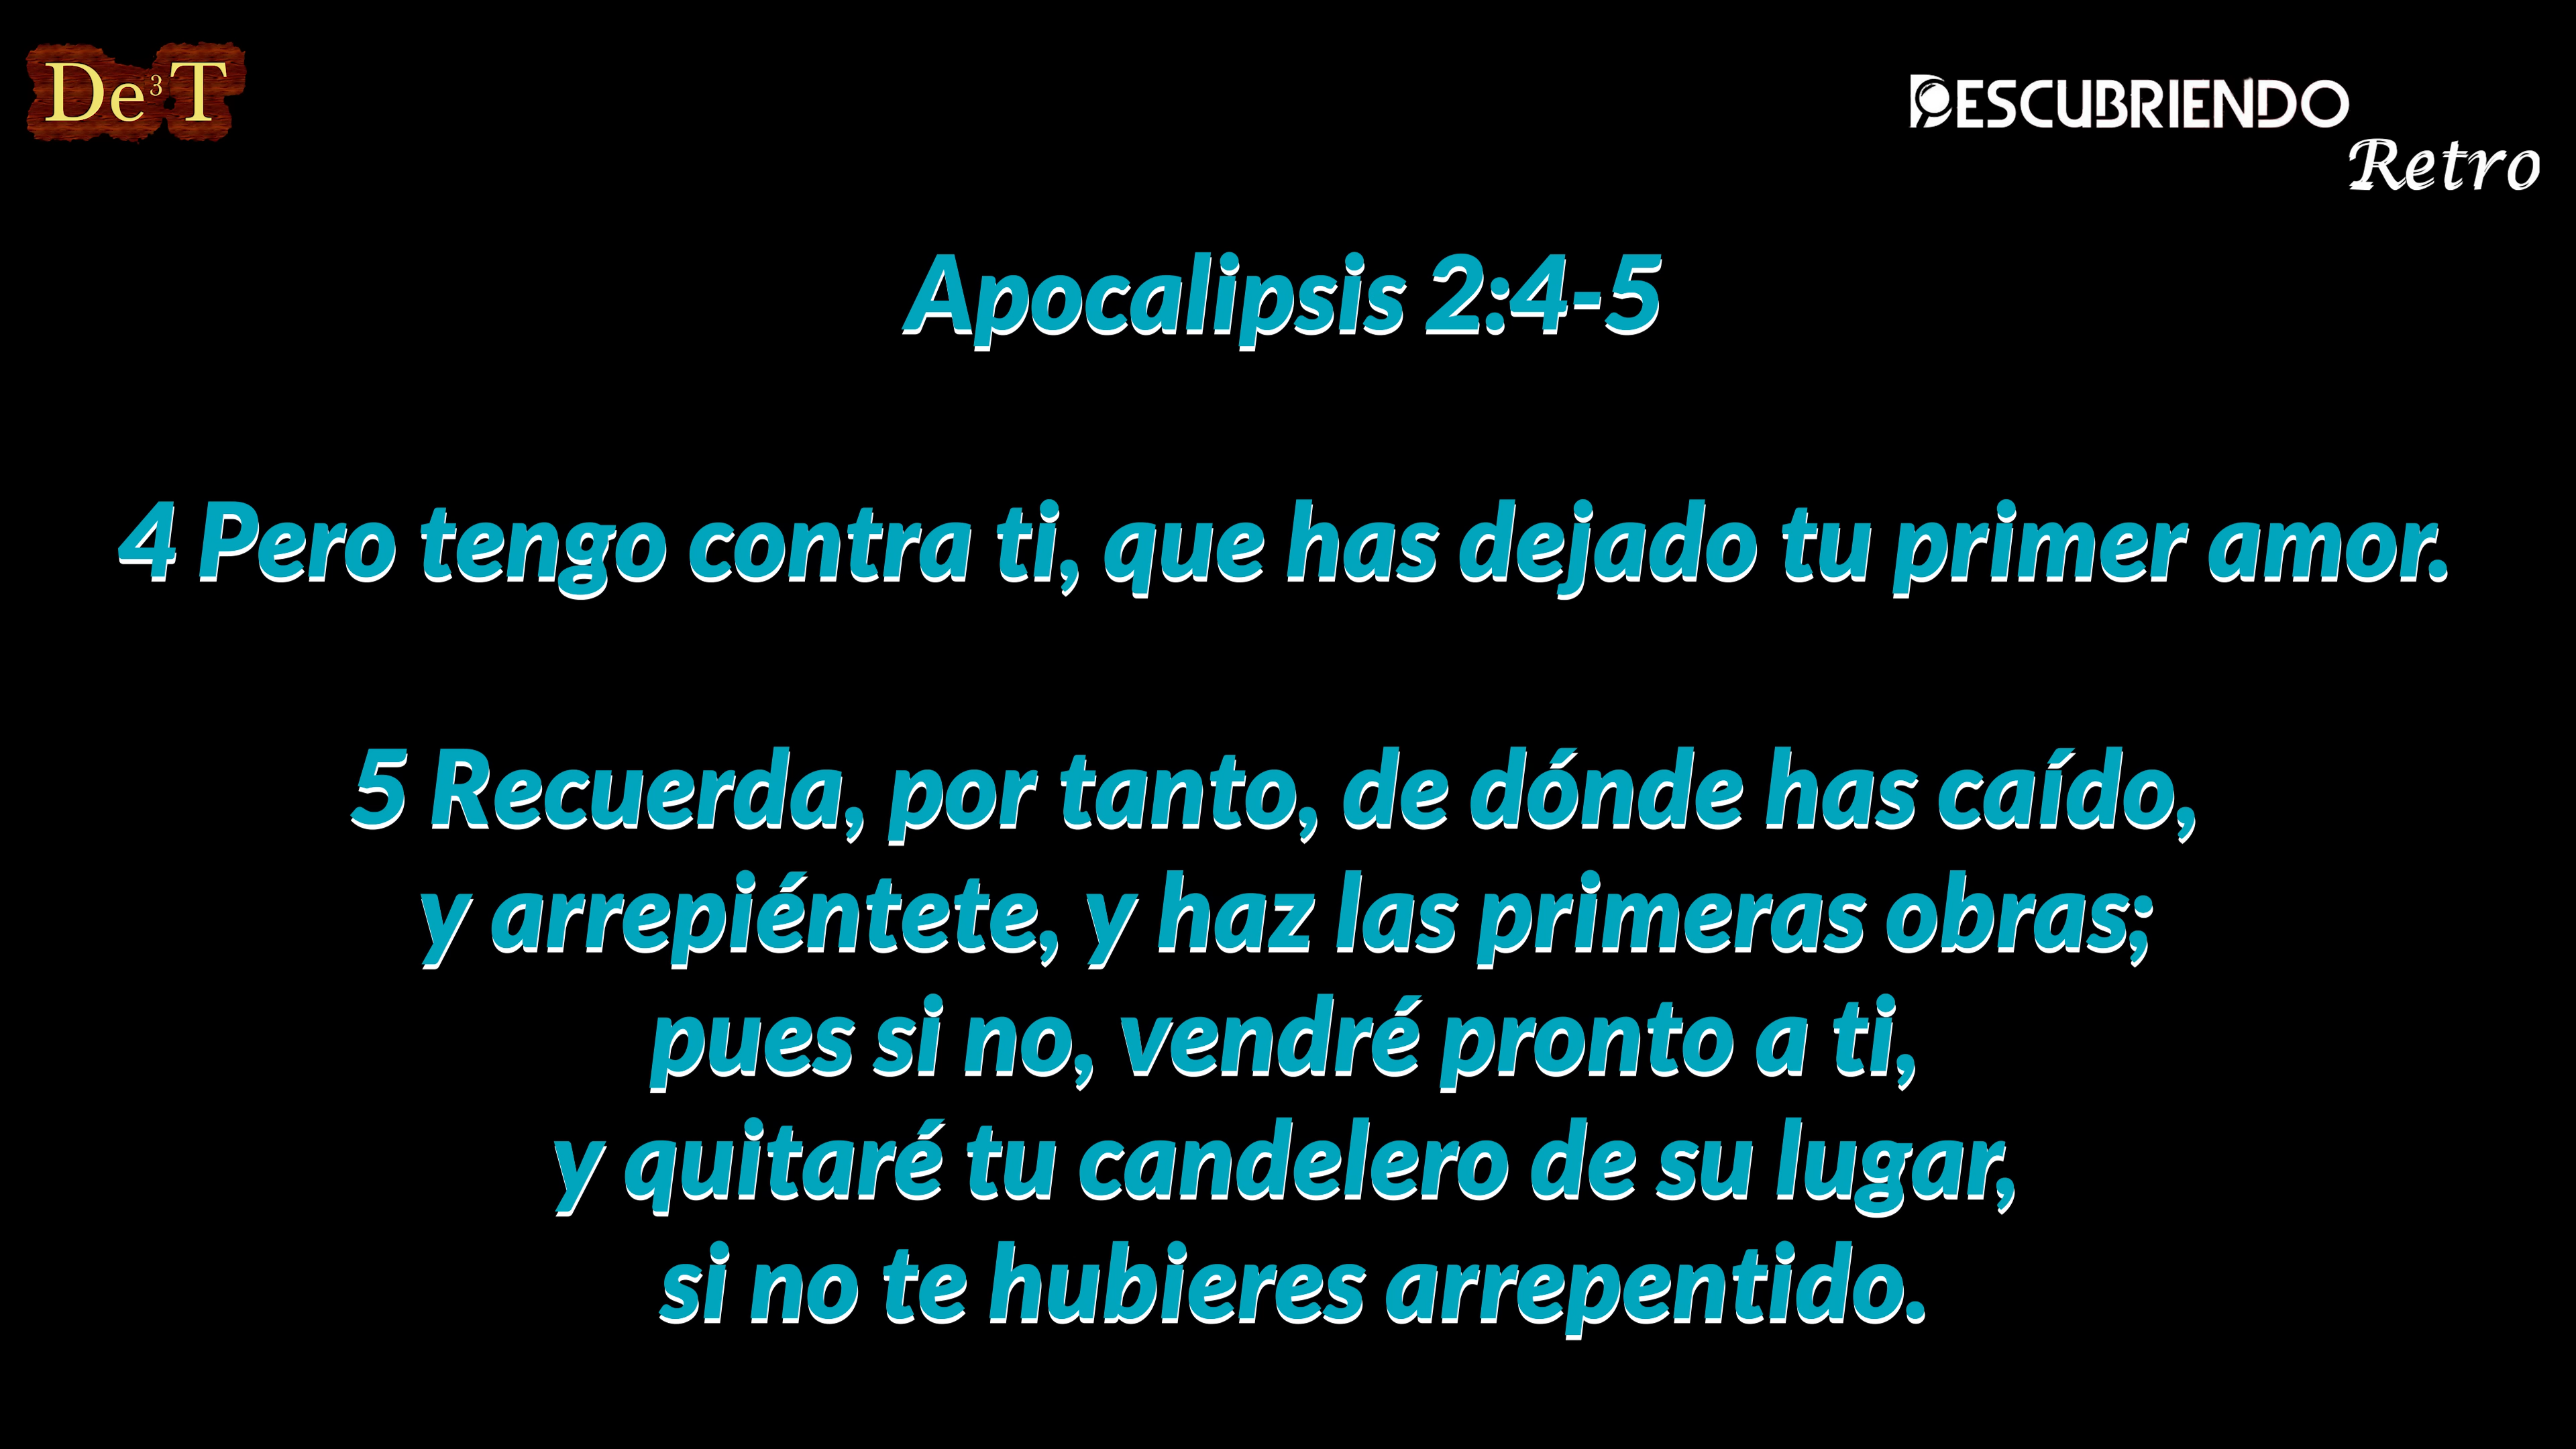 De³T
DESCUBRIENDO
Retro
Apocalipsis 2:4-5
4 Pero tengo contra ti, que has dejado tu primer amor.
5 Recuerda, por tanto, de dónde has caído,
y arrepiéntete, y haz las primeras obras;
pues si no, vendré pronto a ti,
y quitaré tu candelero de su lugar,
si no te hubieres arrepentido.